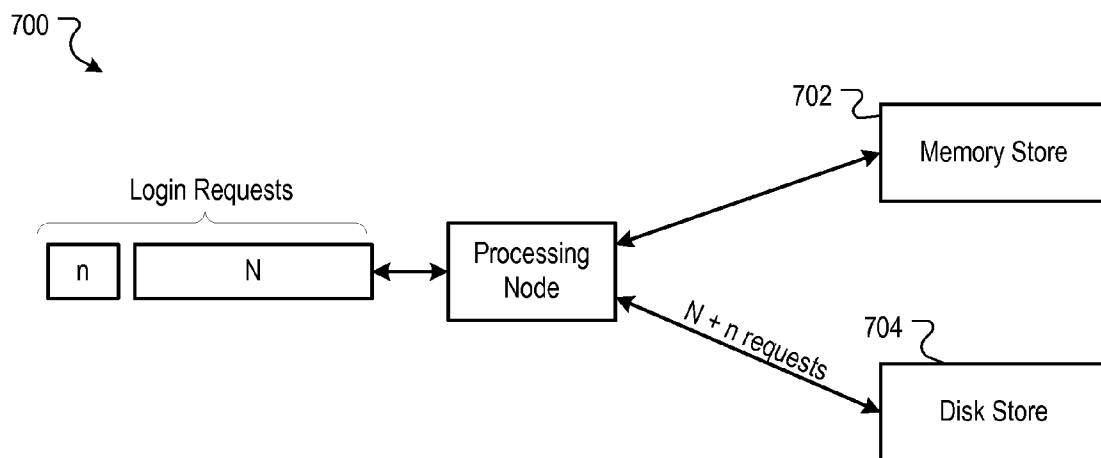 700
702
Memory Store
Login Requests
n
N
Processing
Node
N + n requests
704
Disk Store